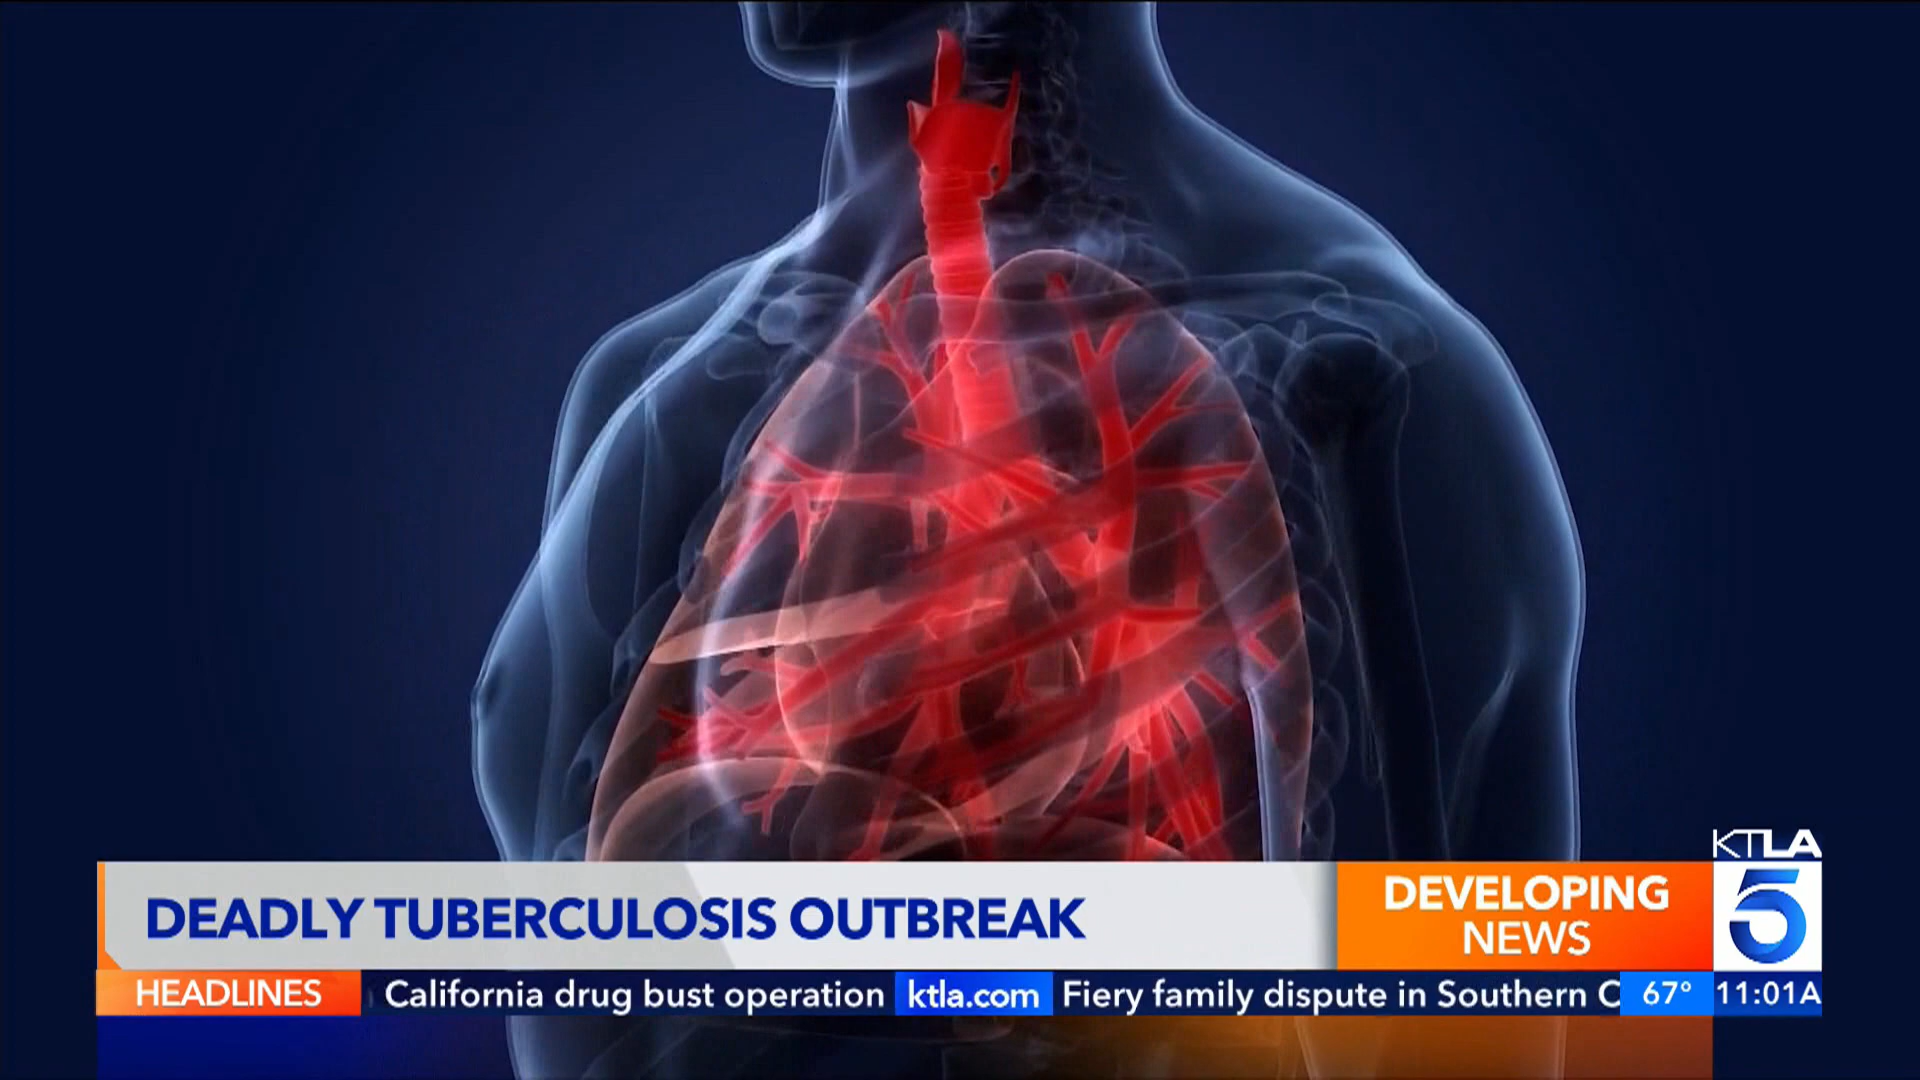 KTLA
5
DEADLY TUBERCULOSIS OUTBREAK
DEVELOPING
NEWS
HEADLINES
California drug bust operation
ktla.com
Fiery family dispute in Southern C
67°
11:01A